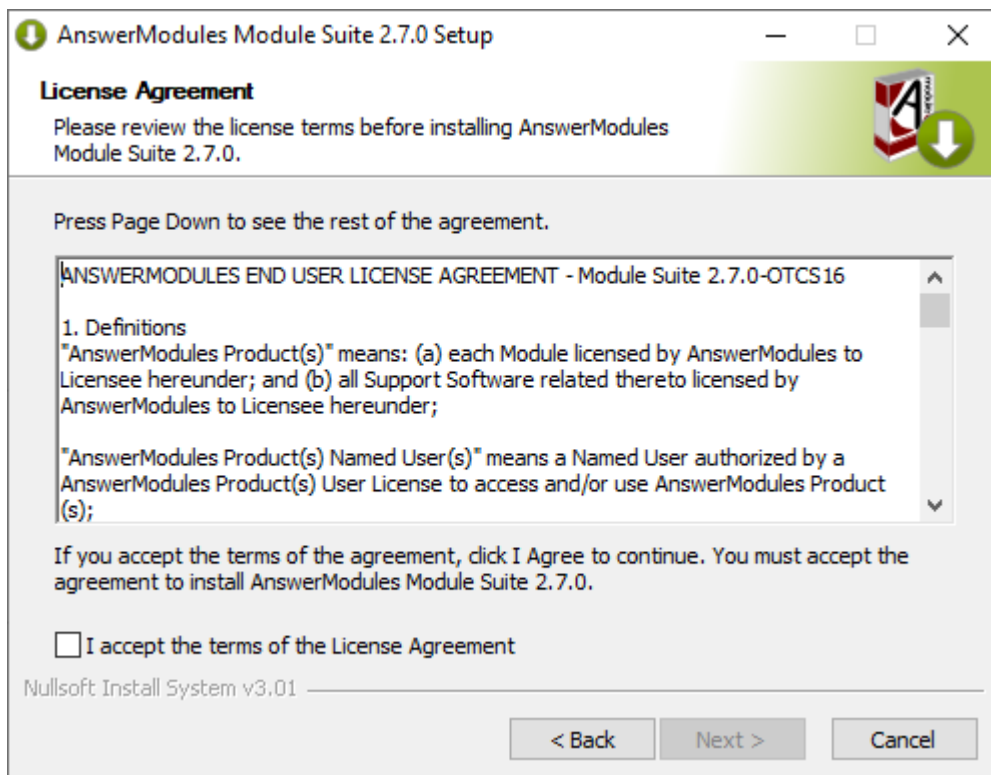 AnswerModules Module Suite 2.7.0 Setup
License Agreement
Please review the license terms before installing AnswerModules
Module Suite 2.7.0.
A
module
Press Page Down to see the rest of the agreement.
ANSWERMODULES END USER LICENSE AGREEMENT - Module Suite 2.7.0-OTCS16
1. Definitions
"AnswerModules Product(s)" means: (a) each Module licensed by AnswerModules to
Licensee hereunder; and (b) all Support Software related thereto licensed by
AnswerModules to Licensee hereunder;
"AnswerModules Product(s) Named User(s)" means a Named User authorized by a
AnswerModules Product(s) User License to access and/or use AnswerModules Product
(s);
If you accept the terms of the agreement, click I Agree to continue. You must accept the
agreement to install AnswerModules Module Suite 2.7.0.
I accept the terms of the License Agreement
Nullsoft Install System v3.01
< Back
Next >
Cancel